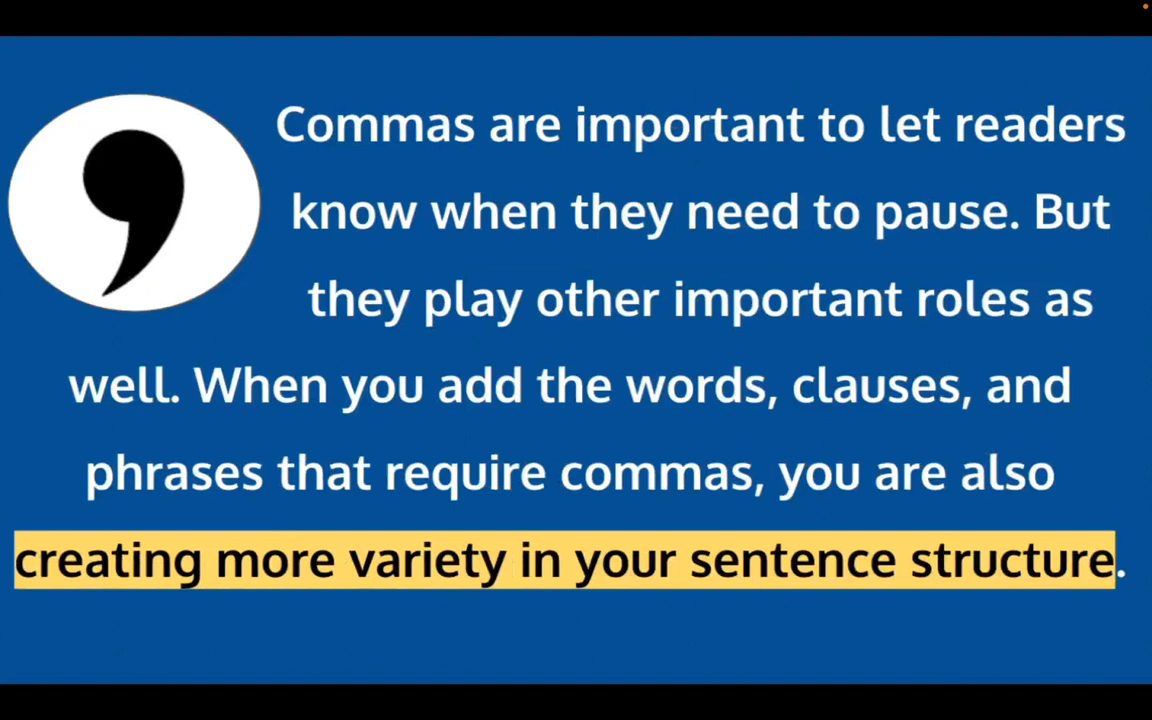 Commas are important to let readers
know when they need to pause. But
they play other important roles as
well. When you add the words, clauses, and
phrases that require commas, you are also
creating more variety in your sentence structure.